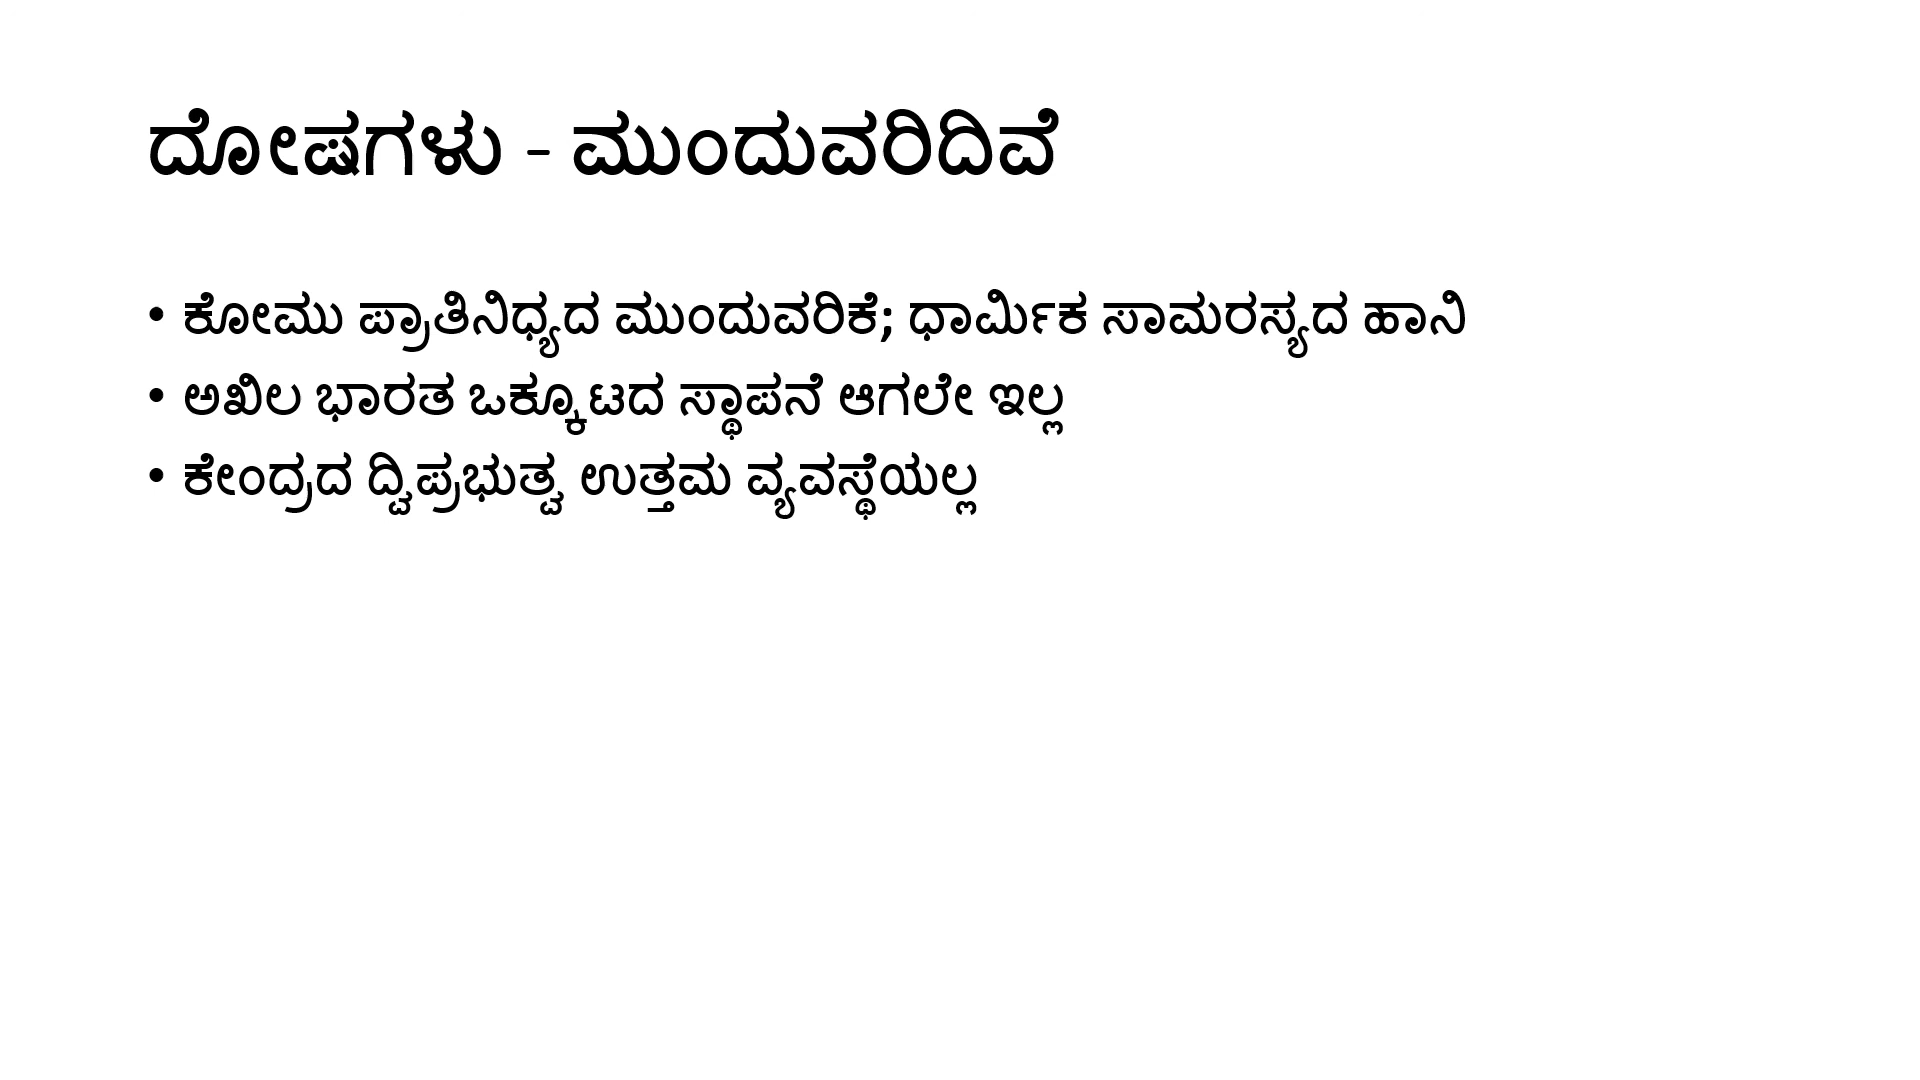 ದೋಷಗಳು - ಮುಂದುವರಿದಿವೆ
• ಕೋಮು ಪ್ರಾತಿನಿಧ್ಯದ ಮುಂದುವರಿಕೆ; ಧಾರ್ಮಿಕ ಸಾಮರಸ್ಯದ ಹಾನಿ
• ಅಖಿಲ ಭಾರತ ಒಕ್ಕೂಟದ ಸ್ಥಾಪನೆ ಆಗಲೇ ಇಲ್ಲ
• ಕೇಂದ್ರದ ದ್ವಿಪ್ರಭುತ್ವ ಉತ್ತಮ ವ್ಯವಸ್ಥೆಯಲ್ಲ